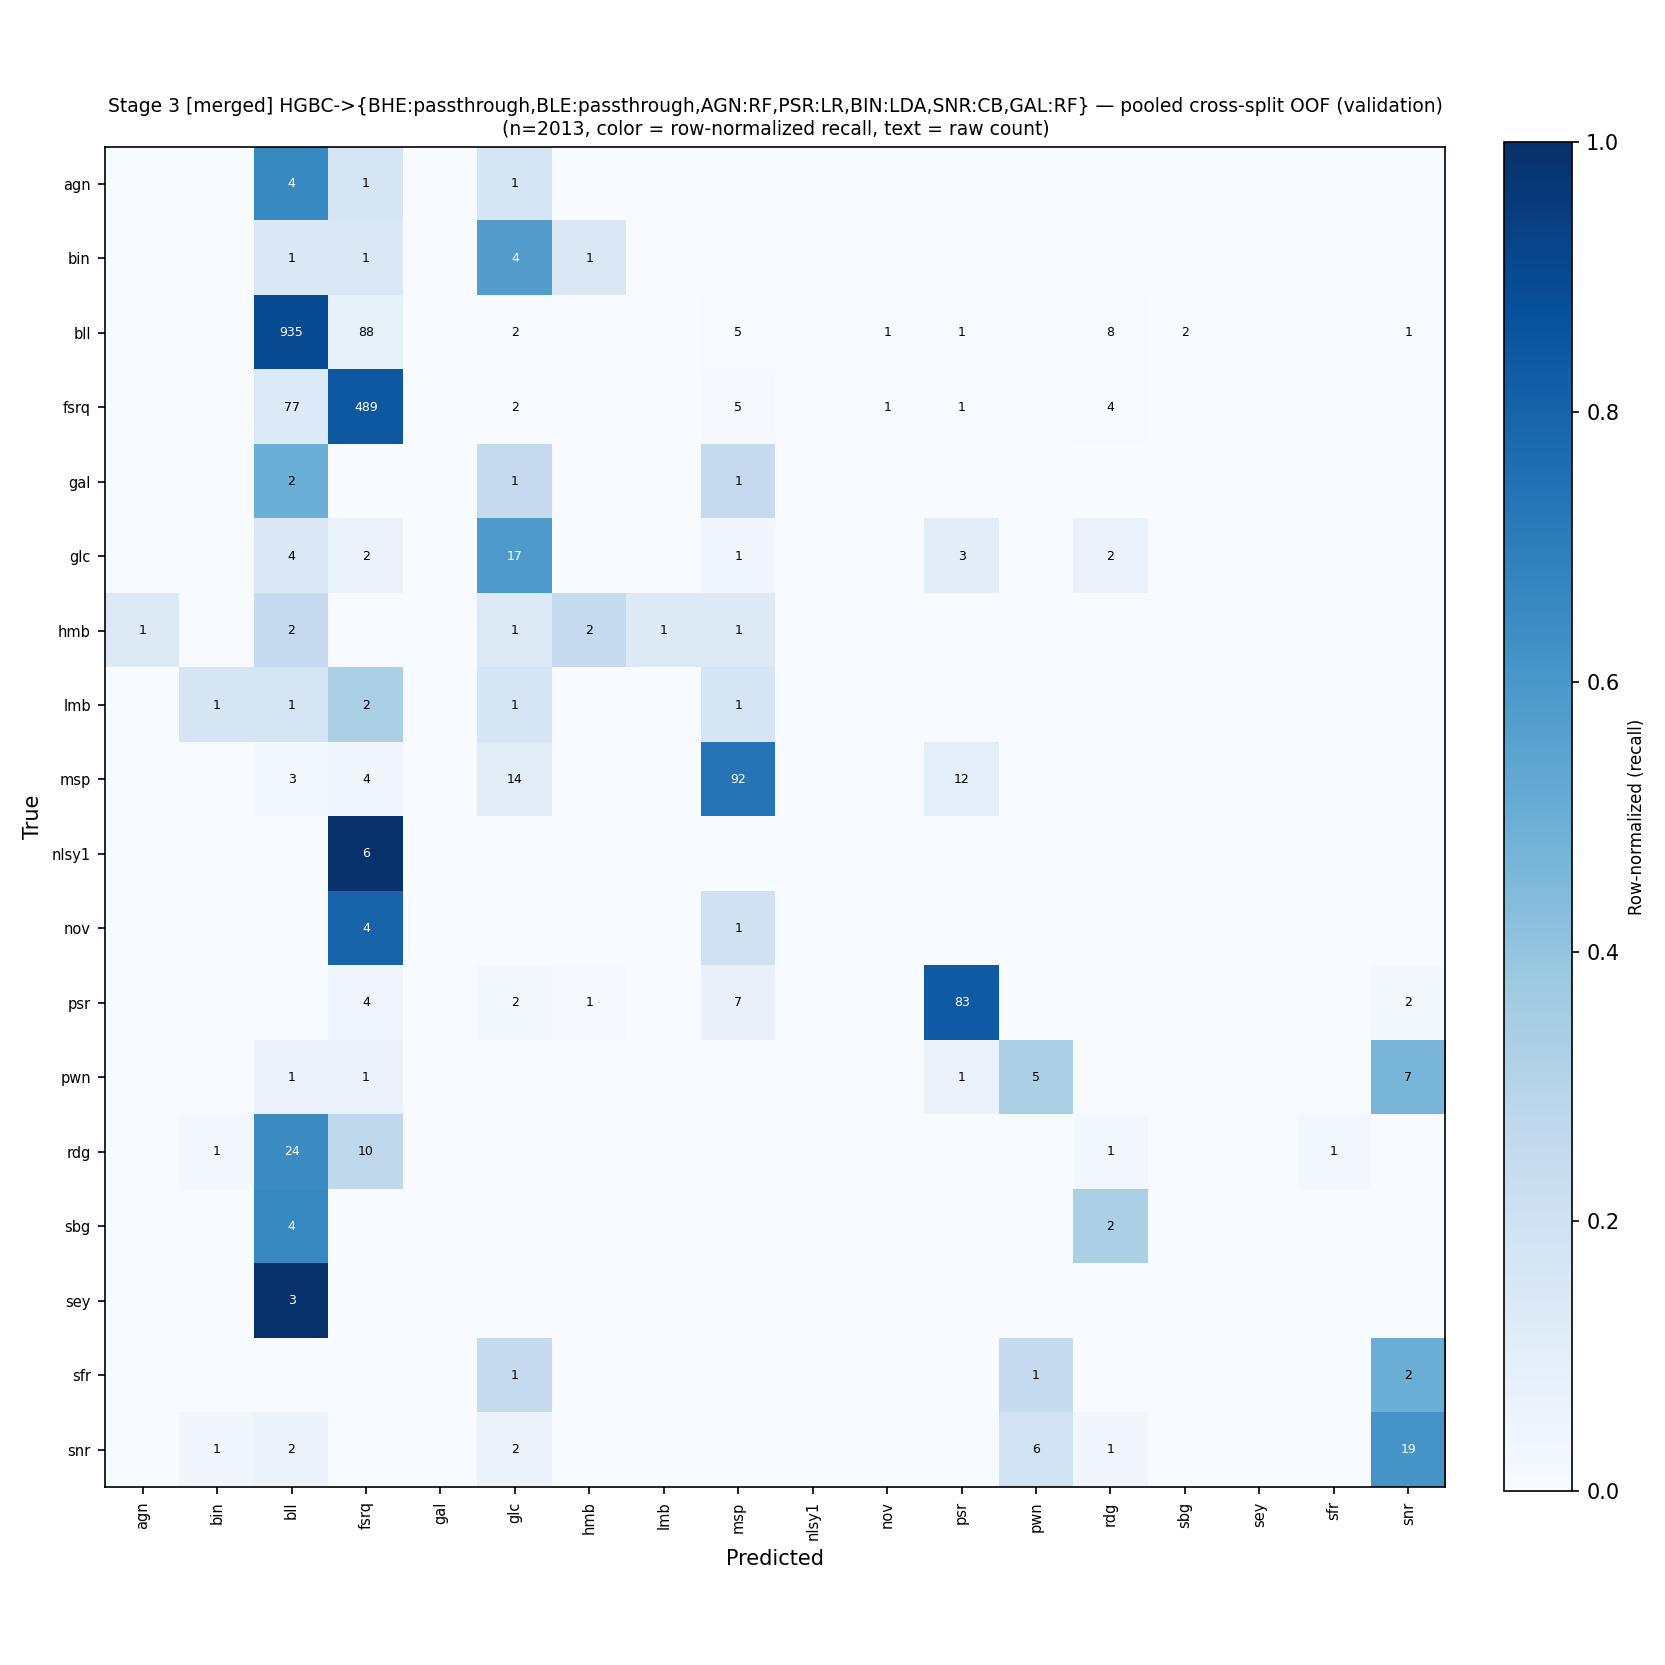 Stage 3 [merged] HGBC->{BHE:passthrough,BLE:passthrough,AGN:RF,PSR:LR,BIN:LDA,SNR:CB,GAL:RF} — pooled cross-split OOF (validation)
(n=2013, color = row-normalized recall, text = raw count)
agn 4 1 1
bin 1 1 4 1
bll 935 88 2 5 1 1 8 2 1
fsrq 77 489 2 5 1 1 4
gal 2 1 1
glc 4 2 17 1 3 2
hmb 1 2 1 2 1 1
lmb 1 1 2 1 1
msp 3 4 14 92 12
nlsy1 6
nov 4 1
psr 4 2 1 7 83 2
pwn 1 1 1 5 7
rdg 1 24 10 1 1
sbg 4 2
sey 3
sfr 1 1 2
snr 1 2 2 6 1 19
True
agn bin bll fsrq gal glc hmb lmb msp nlsy1 nov psr pwn rdg sbg sey sfr snr
Predicted
1.0
0.8
0.6
0.4
0.2
0.0
Row-normalized (recall)